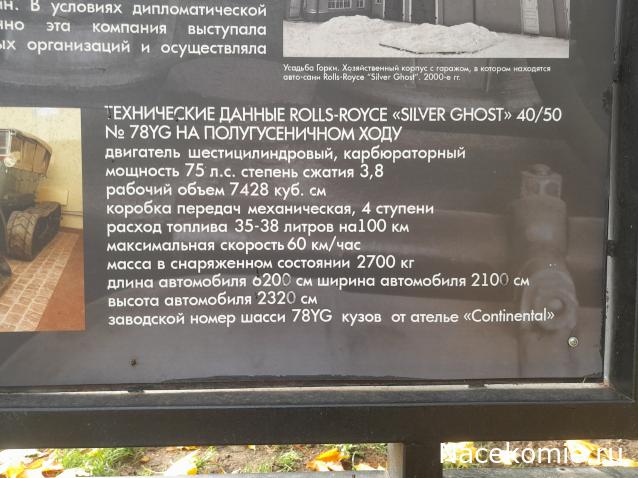 ин. В условиях дипломатической
нно эта компания выступала
ых организаций и осуществляла
Усадьба Горки. Хозяйственный корпус с гаражом, в котором находятся
авто-сани Rolls-Royce "Silver Ghost". 2000-е гг.
ТЕХНИЧЕСКИЕ ДАННЫЕ ROLLS-ROYCE «SILVER GHOST» 40/50
№ 78YG НА ПОЛУГУСЕНИЧНОМ ХОДУ
двигатель шестицилиндровый, карбюраторный
мощность 75 л.с. степень сжатия 3,8
рабочий объем 7428 куб. см
коробка передач механическая, 4 ступени
расход топлива 35-38 литров на100 км
максимальная скорость 60 км/час
масса в снаряженном состоянии 2700 кг
длина автомобиля 6200 см ширина автомобиля 2100 см
высота автомобиля 2320 см
заводской номер шасси 78YG кузов от ателье «Continental»
Nacekomie.ru